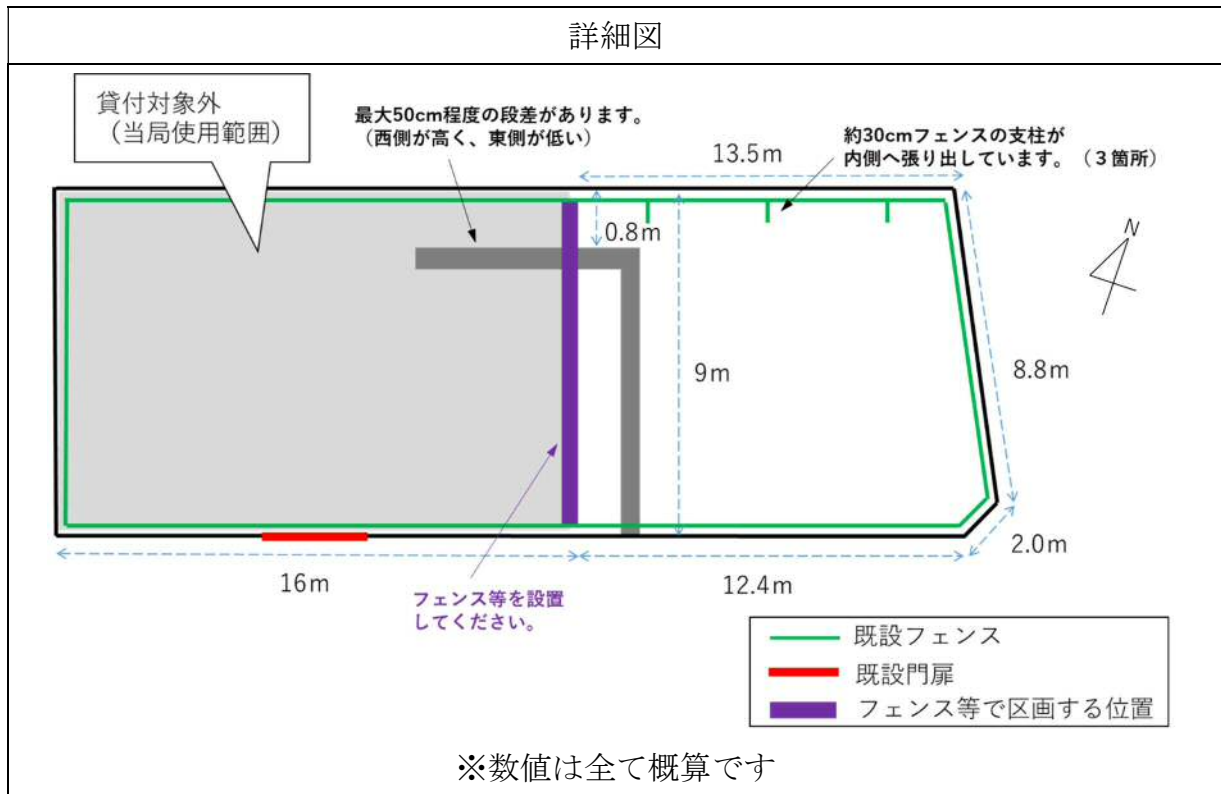 詳細図
貸付対象外
（当局使用範囲）
最大50cm程度の段差があります。
（西側が高く、東側が低い）
約30cmフェンスの支柱が
内側へ張り出しています。（３箇所）
13.5m
0.8m
N
9m
8.8m
2.0m
16m
12.4m
フェンス等を設置
してください。
既設フェンス
既設門扉
フェンス等で区画する位置
※数値は全て概算です